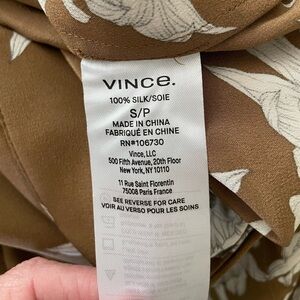 VINCE.
100% SILK/SOIE
S/P
MADE IN CHINA
FABRIQUÉ EN CHINE
RN#106730
Vince, LLC
500 Fifth Avenue, 20th Floor
New York, NY 10110
11 Rue Saint Florentin
75008 Paris France
SEE REVERSE FOR CARE
VOIR AU VERSO POUR LES SOINS